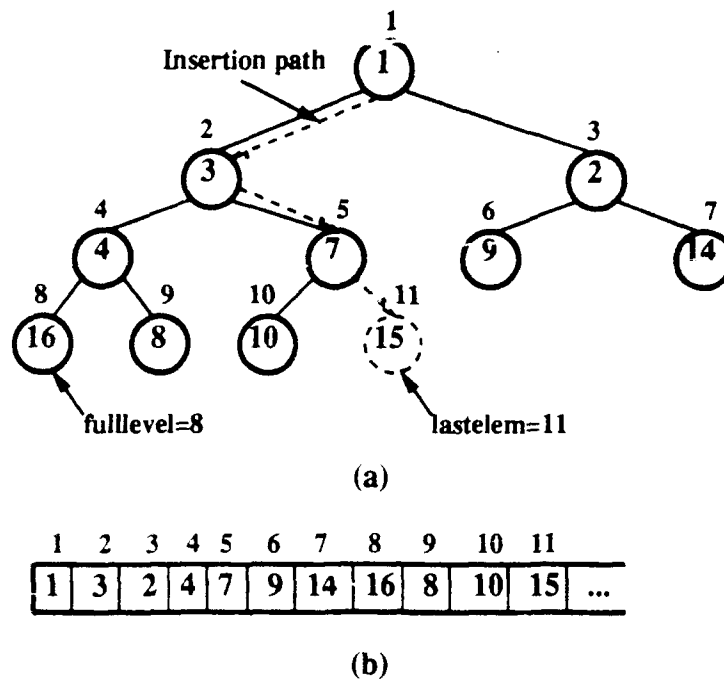 1
Insertion path
1
2 3
3 2
4 5 6 7
4 7 9 14
8 9 10 11
16 8 10 15
fulllevel=8 lastelem=11
(a)
1 2 3 4 5 6 7 8 9 10 11
1 3 2 4 7 9 14 16 8 10 15 ...
(b)